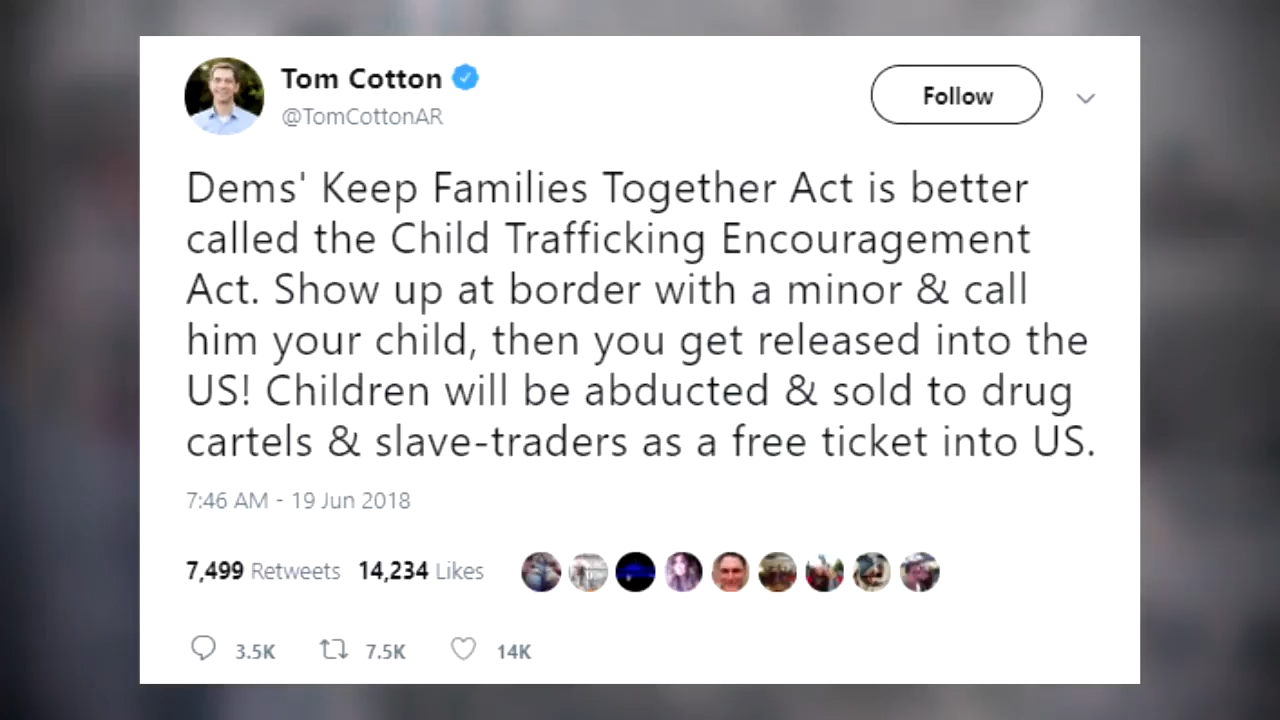 Tom Cotton
@TomCottonAR
Follow
Dems' Keep Families Together Act is better
called the Child Trafficking Encouragement
Act. Show up at border with a minor & call
him your child, then you get released into the
US! Children will be abducted & sold to drug
cartels & slave-traders as a free ticket into US.
7:46 AM - 19 Jun 2018
7,499 Retweets 14,234 Likes
3.5K 7.5K 14K